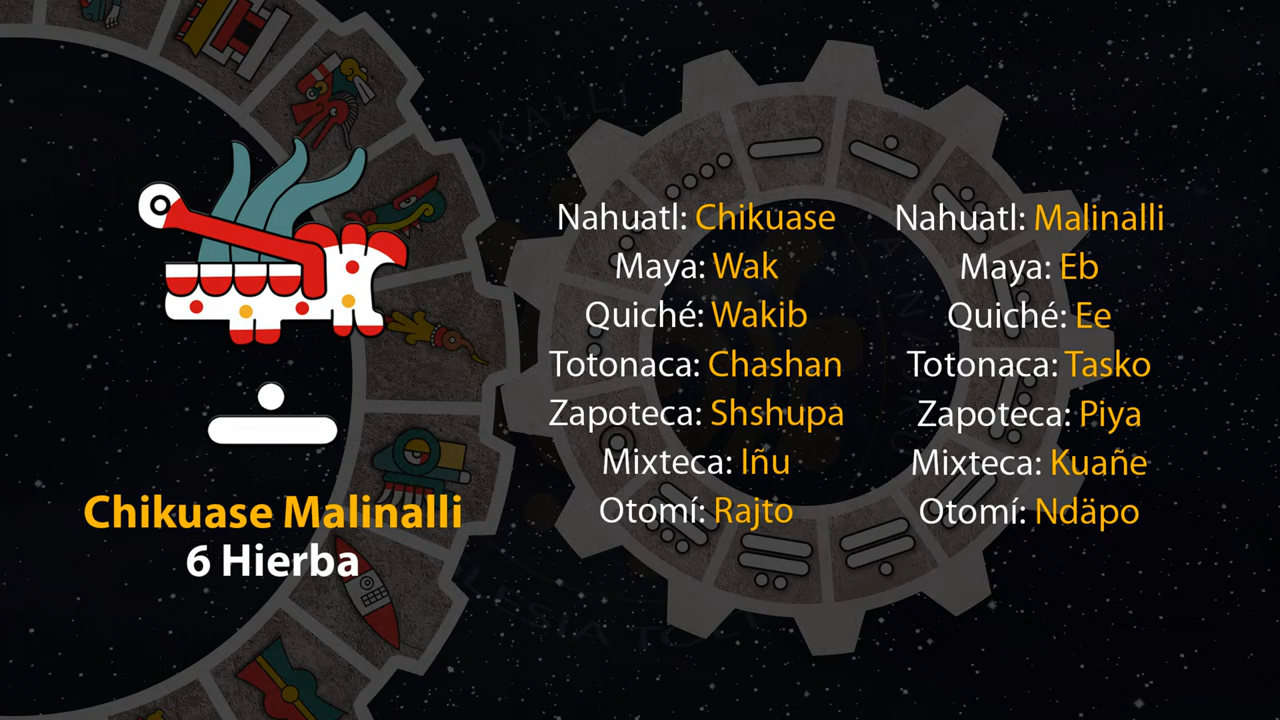 Chikuase Malinalli
6 Hierba
Nahuatl: Chikuase
Maya: Wak
Quiché: Wakib
Totonaca: Chashan
Zapoteca: Shshupa
Mixteca: Iñu
Otomí: Rajto
Nahuatl: Malinalli
Maya: Eb
Quiché: Ee
Totonaca: Tasko
Zapoteca: Piya
Mixteca: Kuañe
Otomí: Ndäpo